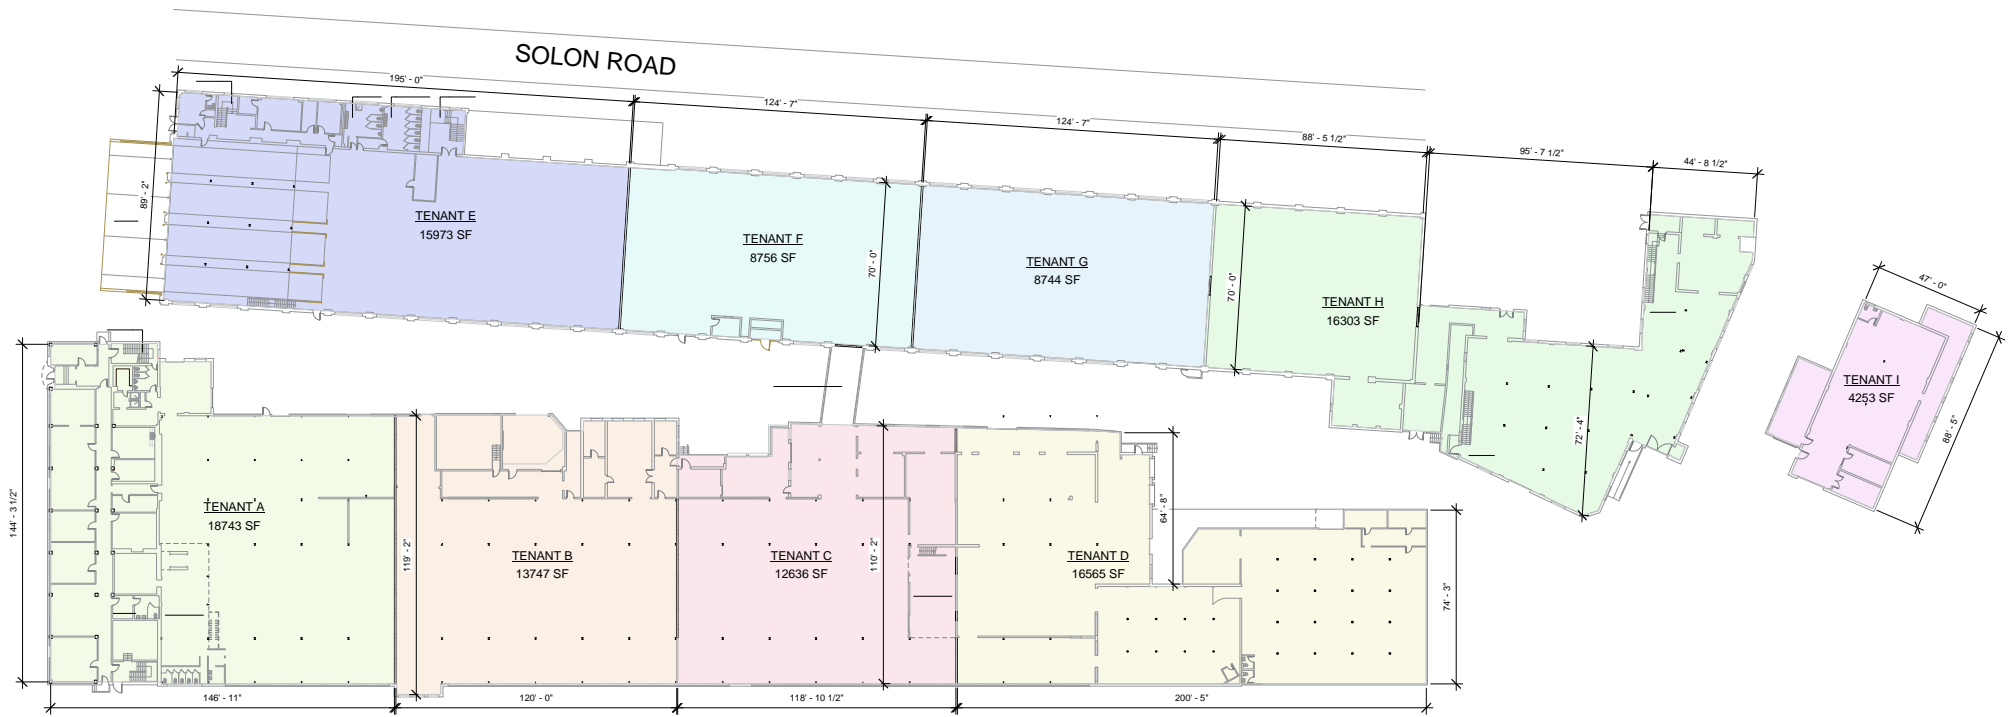 SOLON ROAD
195' - 0"
124' - 7"
124' - 7"
88' - 5 1/2"
95' - 7 1/2"
44' - 8 1/2"
89' - 2"
TENANT E
15973 SF
TENANT F
8756 SF
70' - 0"
TENANT G
8744 SF
70' - 0"
TENANT H
16303 SF
72' - 4"
47' - 0"
TENANT I
4253 SF
88' - 5"
144' - 3 1/2"
TENANT A
18743 SF
119' - 2"
TENANT B
13747 SF
TENANT C
12636 SF
110' - 2"
TENANT D
16565 SF
64' - 8"
74' - 3"
146' - 11"
120' - 0"
118' - 10 1/2"
200' - 5"